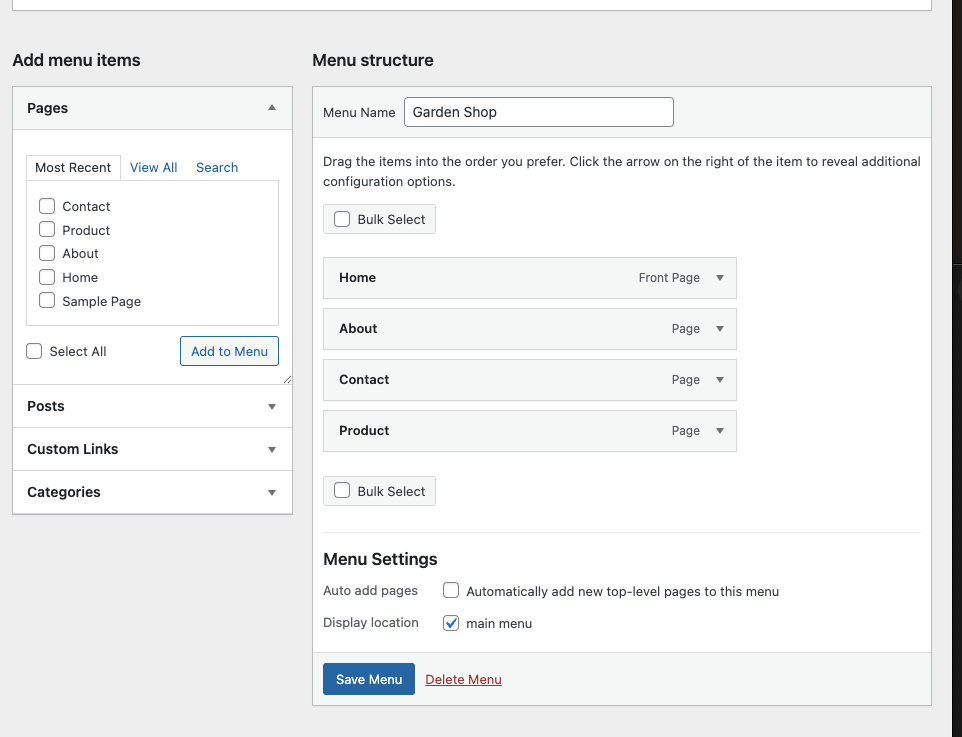 Add menu items
Pages
Most Recent View All Search
Contact
Product
About
Home
Sample Page
Select All Add to Menu
Posts
Custom Links
Categories
Menu structure
Menu Name Garden Shop
Drag the items into the order you prefer. Click the arrow on the right of the item to reveal additional
configuration options.
Bulk Select
Home Front Page
About Page
Contact Page
Product Page
Bulk Select
Menu Settings
Auto add pages Automatically add new top-level pages to this menu
Display location main menu
Save Menu Delete Menu